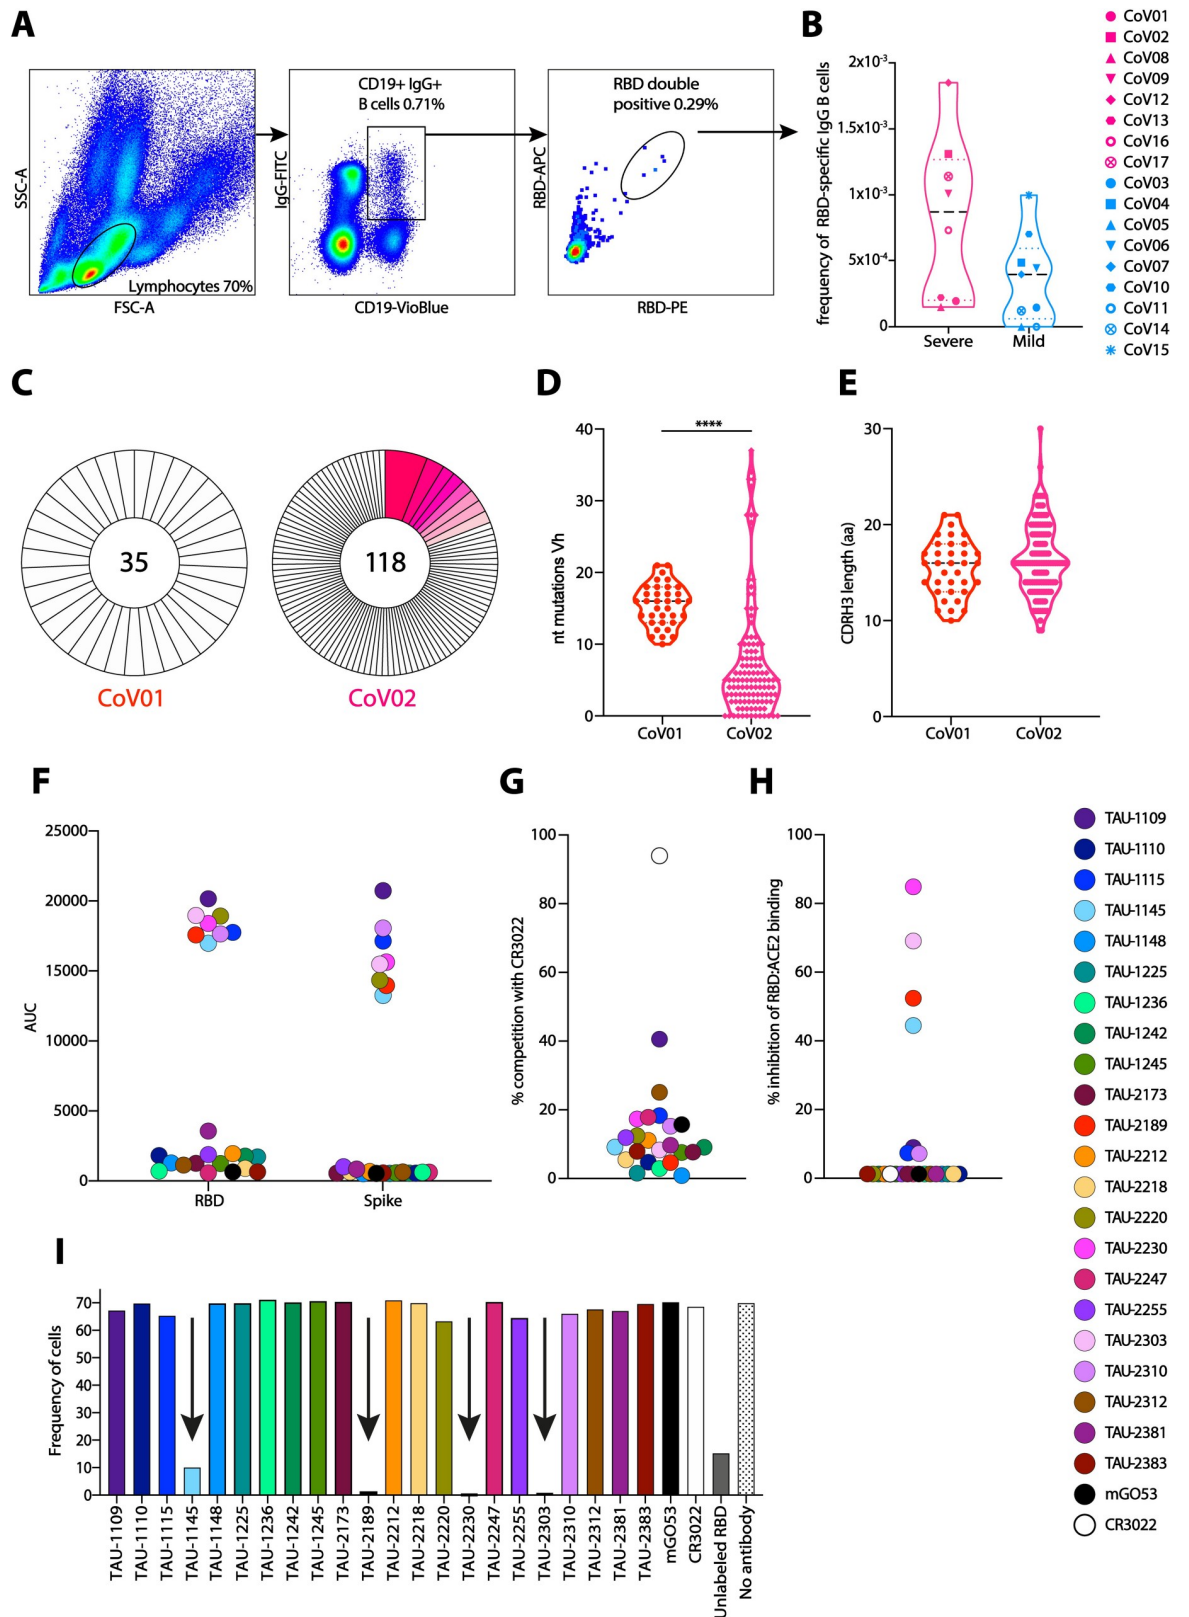 A
SSC-A
Lymphocytes 70%
FSC-A
IgG-FITC
CD19+ IgG+
B cells 0.71%
CD19-VioBlue
RBD-APC
RBD double
positive 0.29%
RBD-PE
B
frequency of RBD-specific IgG B cells
2×10⁻³
1.5×10⁻³
1×10⁻³
5×10⁻⁴
0
Severe
Mild
CoV01
CoV02
CoV08
CoV09
CoV12
CoV13
CoV16
CoV17
CoV03
CoV04
CoV05
CoV06
CoV07
CoV10
CoV11
CoV14
CoV15
C
35
CoV01
118
CoV02
D
nt mutations Vh
40
30
20
10
0
****
CoV01
CoV02
E
CDRH3 length (aa)
30
20
10
0
CoV01
CoV02
F
AUC
25000
20000
15000
10000
5000
0
RBD
Spike
G
% competition with CR3022
100
80
60
40
20
0
H
% inhibition of RBD:ACE2 binding
100
80
60
40
20
0
TAU-1109
TAU-1110
TAU-1115
TAU-1145
TAU-1148
TAU-1225
TAU-1236
TAU-1242
TAU-1245
TAU-2173
TAU-2189
TAU-2212
TAU-2218
TAU-2220
TAU-2230
TAU-2247
TAU-2255
TAU-2303
TAU-2310
TAU-2312
TAU-2381
TAU-2383
mGO53
CR3022
I
Frequency of cells
70
60
50
40
30
20
10
0
TAU-1109
TAU-1110
TAU-1115
TAU-1145
TAU-1148
TAU-1225
TAU-1236
TAU-1242
TAU-1245
TAU-2173
TAU-2189
TAU-2212
TAU-2218
TAU-2220
TAU-2230
TAU-2247
TAU-2255
TAU-2303
TAU-2310
TAU-2312
TAU-2381
TAU-2383
mGO53
CR3022
Unlabeled RBD
No antibody